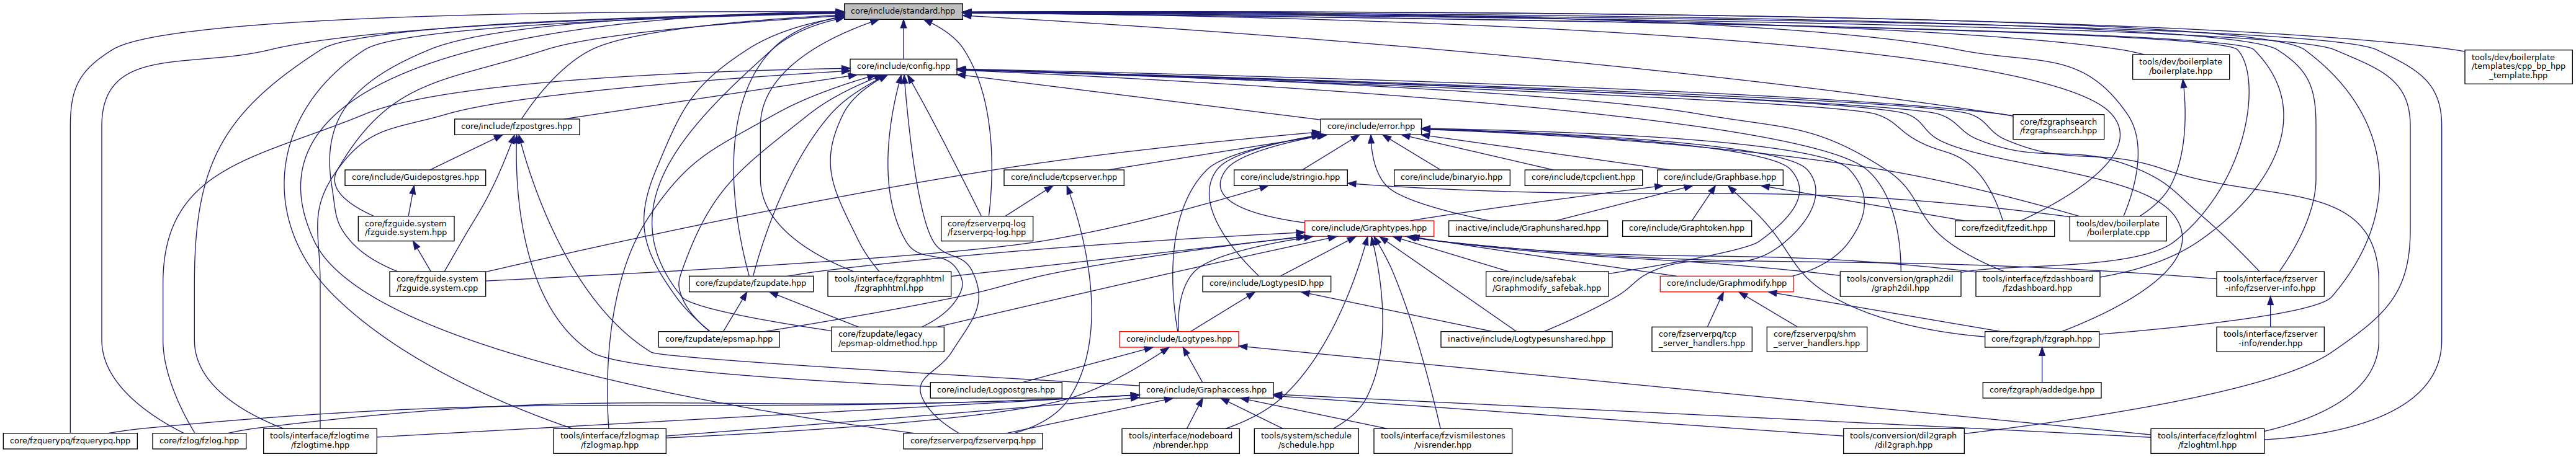 core/include/standard.hpp
core/include/config.hpp
tools/dev/boilerplate
/boilerplate.hpp
tools/dev/boilerplate
/templates/cpp_bp_hpp
_template.hpp
core/include/fzpostgres.hpp
core/include/error.hpp
core/fzgraphsearch
/fzgraphsearch.hpp
core/include/Guidepostgres.hpp
core/include/tcpserver.hpp
core/include/stringio.hpp
core/include/binaryio.hpp
core/include/tcpclient.hpp
core/include/Graphbase.hpp
core/fzguide.system
/fzguide.system.hpp
core/fzserverpq-log
/fzserverpq-log.hpp
core/include/Graphtypes.hpp
inactive/include/Graphunshared.hpp
core/include/Graphtoken.hpp
core/fzedit/fzedit.hpp
tools/dev/boilerplate
/boilerplate.cpp
core/fzguide.system
/fzguide.system.cpp
core/fzupdate/fzupdate.hpp
tools/interface/fzgraphhtml
/fzgraphhtml.hpp
core/include/LogtypesID.hpp
core/include/safebak
/Graphmodify_safebak.hpp
core/include/Graphmodify.hpp
tools/conversion/graph2dil
/graph2dil.hpp
tools/interface/fzdashboard
/fzdashboard.hpp
tools/interface/fzserver
-info/fzserver-info.hpp
core/fzupdate/epsmap.hpp
core/fzupdate/legacy
/epsmap-oldmethod.hpp
core/include/Logtypes.hpp
inactive/include/Logtypesunshared.hpp
core/fzserverpq/tcp
_server_handlers.hpp
core/fzserverpq/shm
_server_handlers.hpp
core/fzgraph/fzgraph.hpp
tools/interface/fzserver
-info/render.hpp
core/include/Logpostgres.hpp
core/include/Graphaccess.hpp
core/fzgraph/addedge.hpp
core/fzquerypq/fzquerypq.hpp
core/fzlog/fzlog.hpp
tools/interface/fzlogtime
/fzlogtime.hpp
tools/interface/fzlogmap
/fzlogmap.hpp
core/fzserverpq/fzserverpq.hpp
tools/interface/nodeboard
/nbrender.hpp
tools/system/schedule
/schedule.hpp
tools/interface/fzvismilestones
/visrender.hpp
tools/conversion/dil2graph
/dil2graph.hpp
tools/interface/fzloghtml
/fzloghtml.hpp